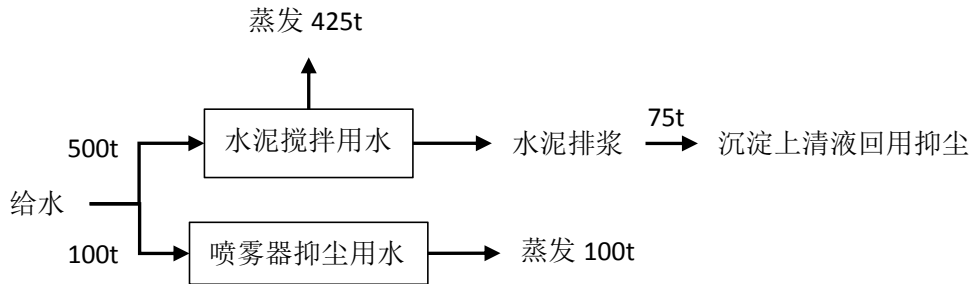 蒸发 425t
500t
水泥搅拌用水
水泥排浆
75t
沉淀上清液回用抑尘
给水
100t
喷雾器抑尘用水
蒸发 100t